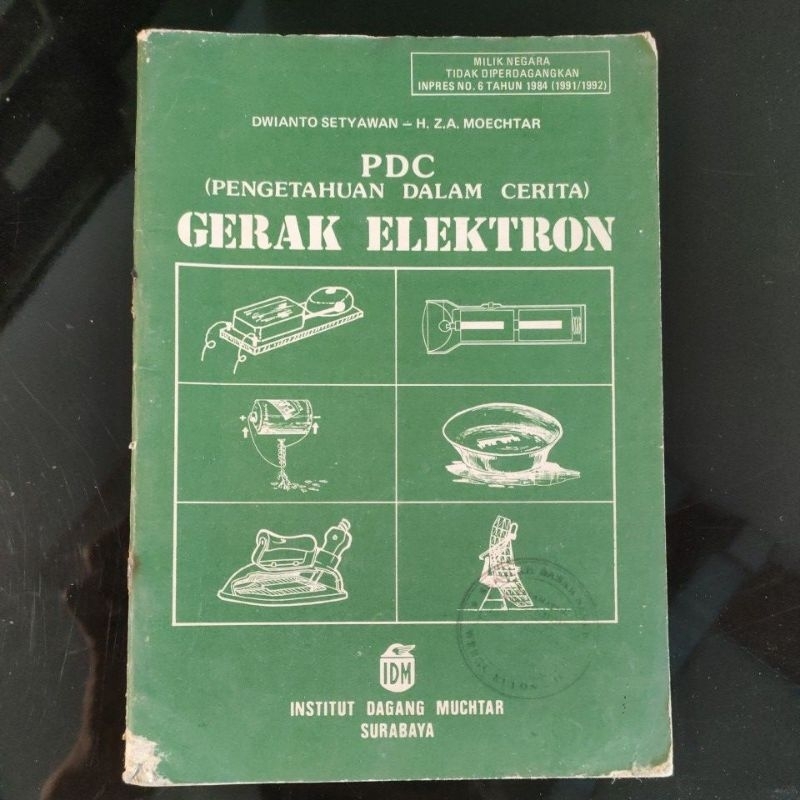 MILIK NEGARA
TIDAK DIPERDAGANGKAN
INPRES NO. 6 TAHUN 1984 (1991/1992)
DWIANTO SETYAWAN – H. Z.A. MOECHTAR
PDC
(PENGETAHUAN DALAM CERITA)
GERAK ELEKTRON
+ –
IDM
INSTITUT DAGANG MUCHTAR
SURABAYA